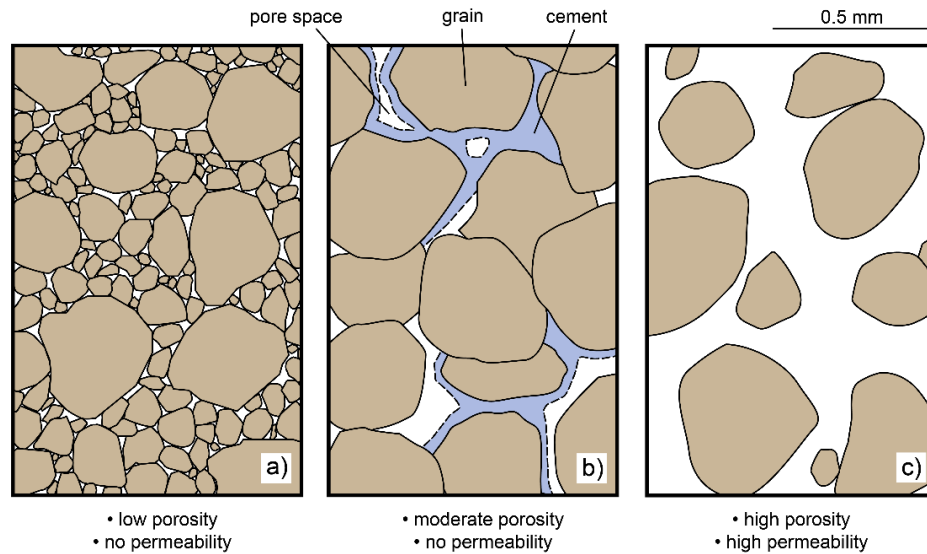 pore space
grain
cement
0.5 mm
a)
b)
c)
• low porosity
• no permeability
• moderate porosity
• no permeability
• high porosity
• high permeability